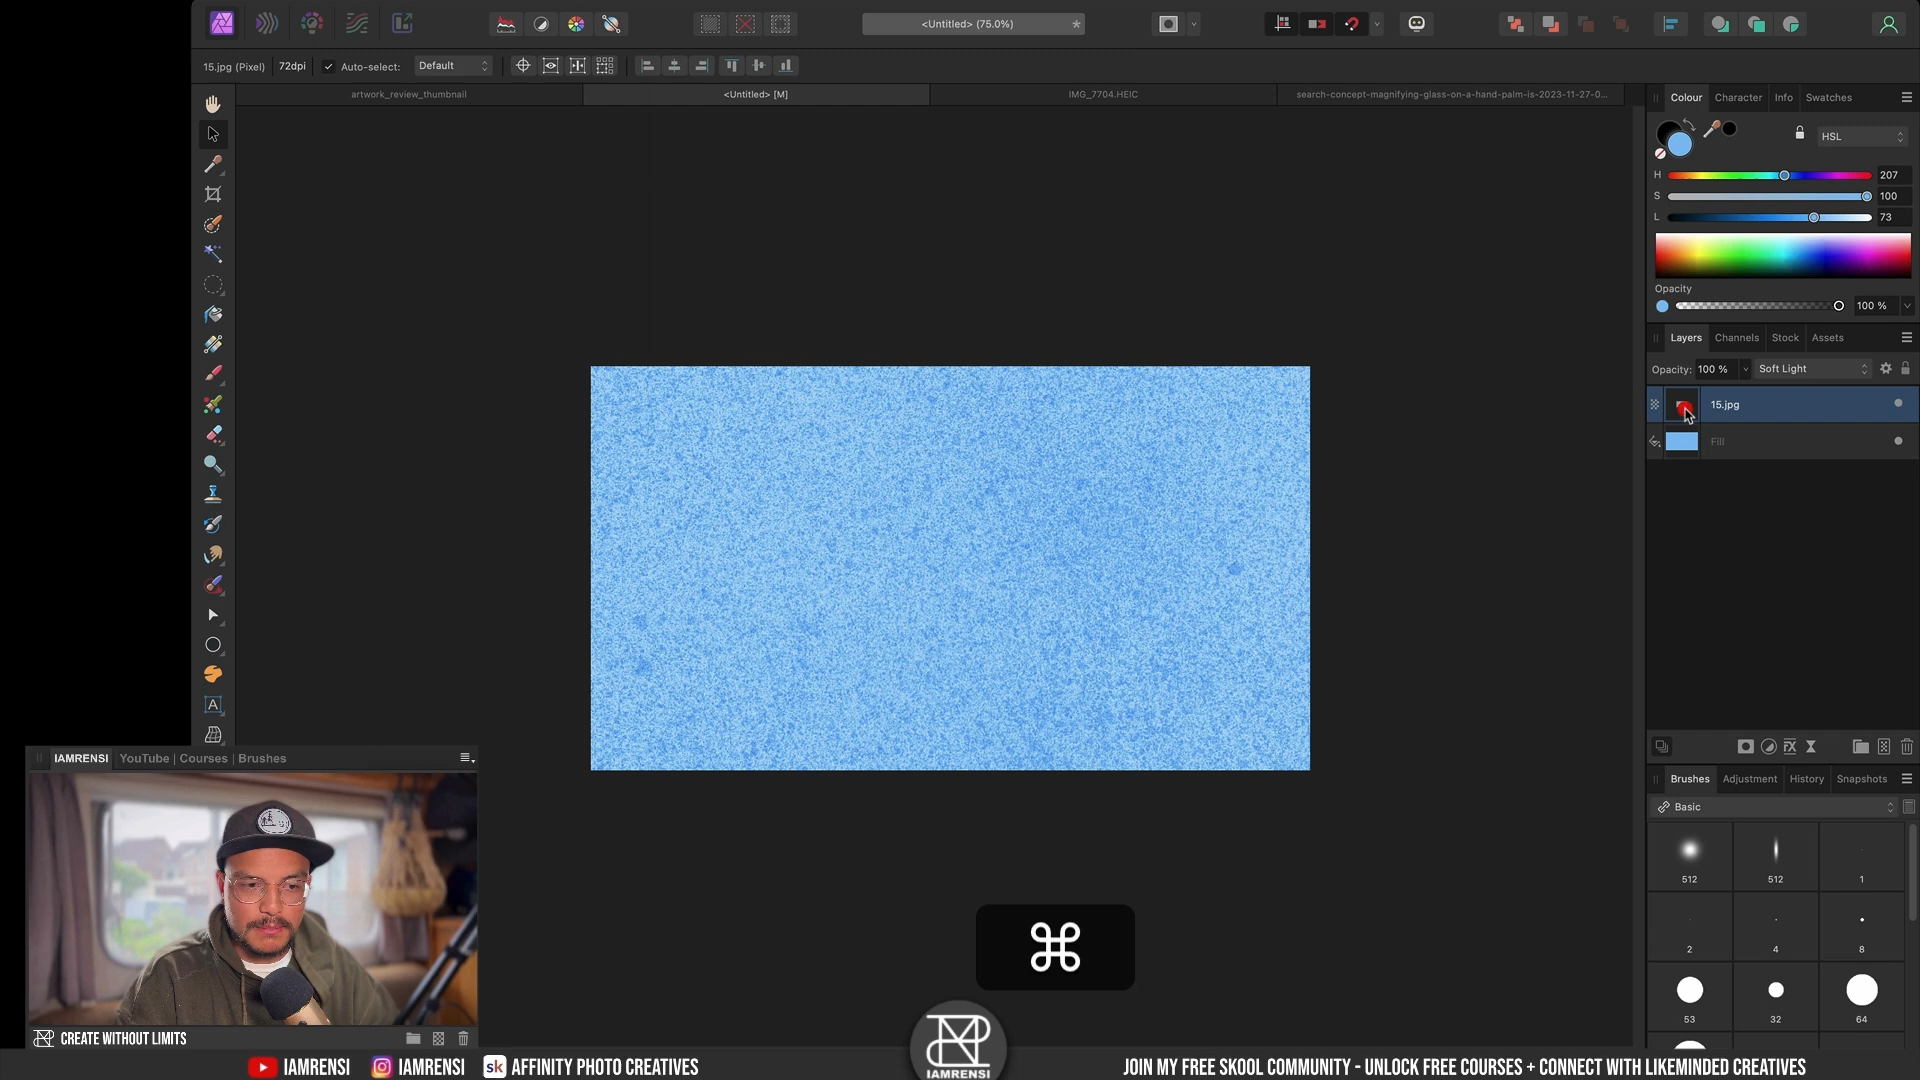 <Untitled> (75.0%)
*
15.jpg (Pixel)
72dpi
Auto-select:
Default
artwork_review_thumbnail
<Untitled> [M]
IMG_7704.HEIC
search-concept-magnifying-glass-on-a-hand-palm-is-2023-11-27-0...
Colour
Character
Info
Swatches
HSL
H
207
S
100
L
73
Opacity
100 %
Layers
Channels
Stock
Assets
Opacity:
100 %
Soft Light
15.jpg
Fill
FX
Brushes
Adjustment
History
Snapshots
Basic
512
512
1
2
4
8
53
32
64
A
IAMRENSI
YouTube | Courses | Brushes
⌘
CREATE WITHOUT LIMITS
IAMRENSI
IAMRENSI
sk
AFFINITY PHOTO CREATIVES
IAMRENSI
JOIN MY FREE SKOOL COMMUNITY - UNLOCK FREE COURSES + CONNECT WITH LIKEMINDED CREATIVES